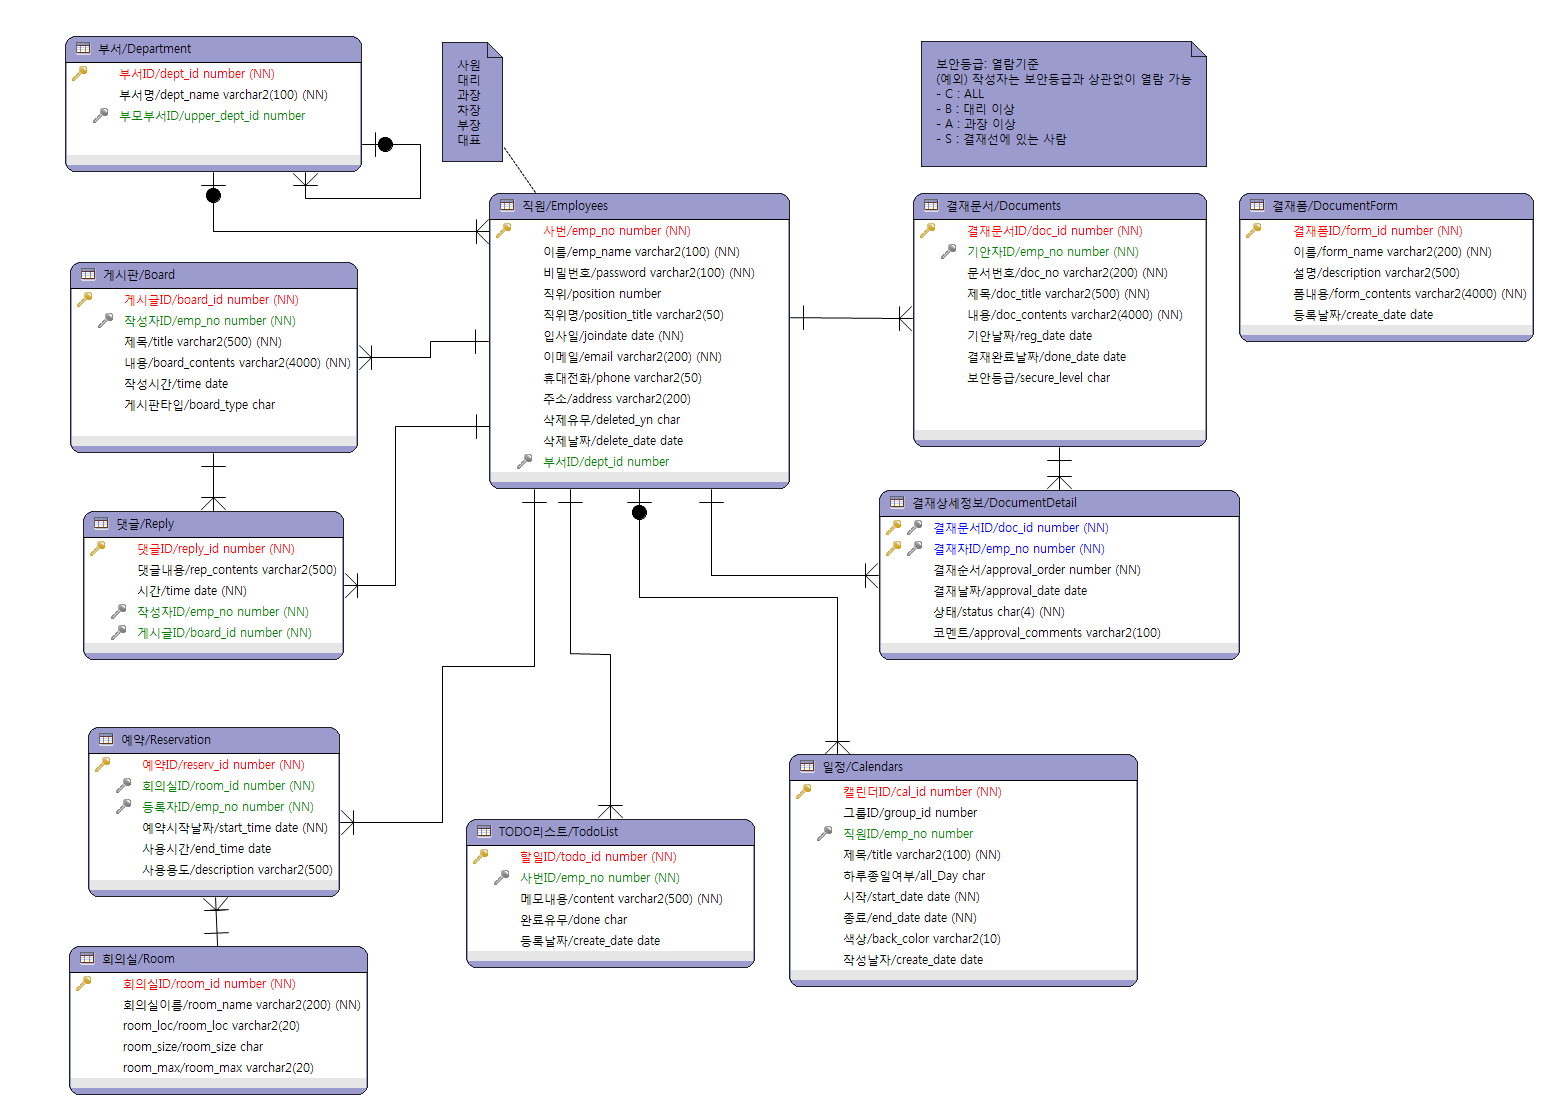 부서/Department
부서ID/dept_id number (NN)
부서명/dept_name varchar2(100) (NN)
부모부서ID/upper_dept_id number
사원
대리
과장
차장
부장
대표
보안등급: 열람기준
(예외) 작성자는 보안등급과 상관없이 열람 가능
- C : ALL
- B : 대리 이상
- A : 과장 이상
- S : 결재선에 있는 사람
직원/Employees
사번/emp_no number (NN)
이름/emp_name varchar2(100) (NN)
비밀번호/password varchar2(100) (NN)
직위/position number
직위명/position_title varchar2(50)
입사일/joindate date (NN)
이메일/email varchar2(200) (NN)
휴대전화/phone varchar2(50)
주소/address varchar2(200)
삭제유무/deleted_yn char
삭제날짜/delete_date date
부서ID/dept_id number
결재문서/Documents
결재문서ID/doc_id number (NN)
기안자ID/emp_no number (NN)
문서번호/doc_no varchar2(200) (NN)
제목/doc_title varchar2(500) (NN)
내용/doc_contents varchar2(4000) (NN)
기안날짜/reg_date date
결재완료날짜/done_date date
보안등급/secure_level char
결재폼/DocumentForm
결재폼ID/form_id number (NN)
이름/form_name varchar2(200) (NN)
설명/description varchar2(500)
폼내용/form_contents varchar2(4000) (NN)
등록날짜/create_date date
게시판/Board
게시글ID/board_id number (NN)
작성자ID/emp_no number (NN)
제목/title varchar2(500) (NN)
내용/board_contents varchar2(4000) (NN)
작성시간/time date
게시판타입/board_type char
댓글/Reply
댓글ID/reply_id number (NN)
댓글내용/rep_contents varchar2(500)
시간/time date (NN)
작성자ID/emp_no number (NN)
게시글ID/board_id number (NN)
결재상세정보/DocumentDetail
결재문서ID/doc_id number (NN)
결재자ID/emp_no number (NN)
결재순서/approval_order number (NN)
결재날짜/approval_date date
상태/status char(4) (NN)
코멘트/approval_comments varchar2(100)
예약/Reservation
예약ID/reserv_id number (NN)
회의실ID/room_id number (NN)
등록자ID/emp_no number (NN)
예약시작날짜/start_time date (NN)
사용시간/end_time date
사용용도/description varchar2(500)
TODO리스트/TodoList
할일ID/todo_id number (NN)
사번ID/emp_no number (NN)
메모내용/content varchar2(500) (NN)
완료유무/done char
등록날짜/create_date date
일정/Calendars
캘린더ID/cal_id number (NN)
그룹ID/group_id number
직원ID/emp_no number
제목/title varchar2(100) (NN)
하루종일여부/all_Day char
시작/start_date date (NN)
종료/end_date date (NN)
색상/back_color varchar2(10)
작성날자/create_date date
회의실/Room
회의실ID/room_id number (NN)
회의실이름/room_name varchar2(200) (NN)
room_loc/room_loc varchar2(20)
room_size/room_size char
room_max/room_max varchar2(20)